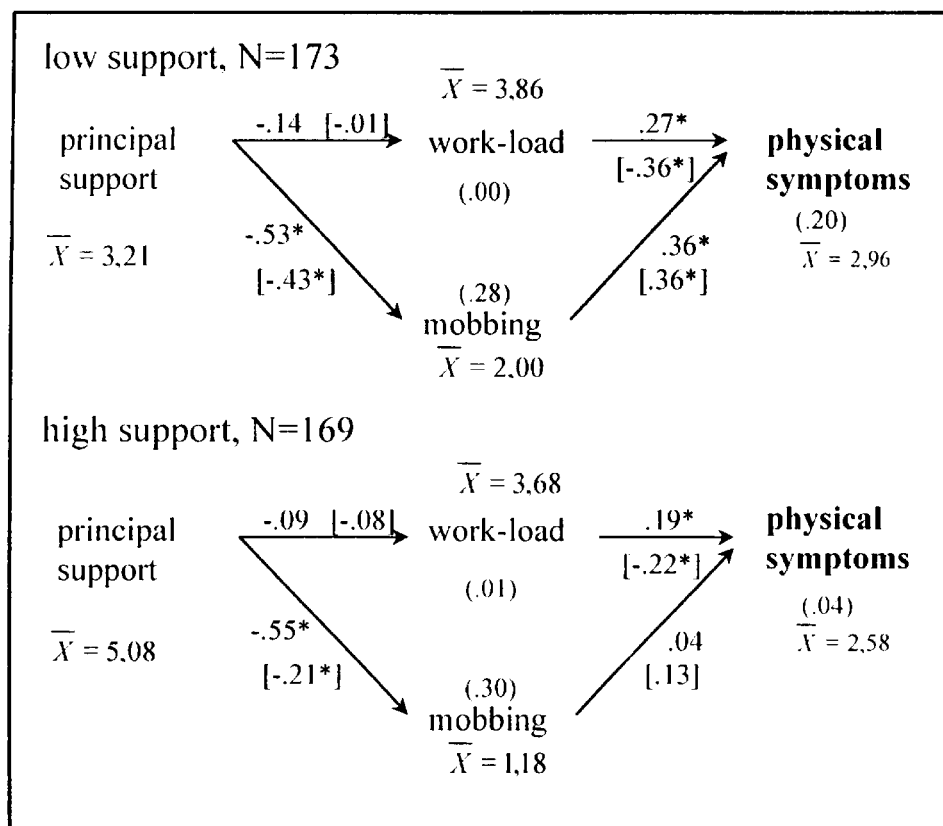 low support, N=173
X̅ = 3,86
-.14 [-.01]
.27*
principal
support
work-load
[-.36*]
physical
symptoms
(.00)
(.20)
X̅ = 3,21
-.53*
[-.43*]
.36*
[.36*]
X̅ = 2,96
(.28)
mobbing
X̅ = 2,00
high support, N=169
X̅ = 3,68
-.09 [-.08]
.19*
principal
support
work-load
[-.22*]
physical
symptoms
(.01)
(.04)
X̅ = 5,08
-.55*
[-.21*]
.04
[.13]
X̅ = 2,58
(.30)
mobbing
X̅ = 1,18